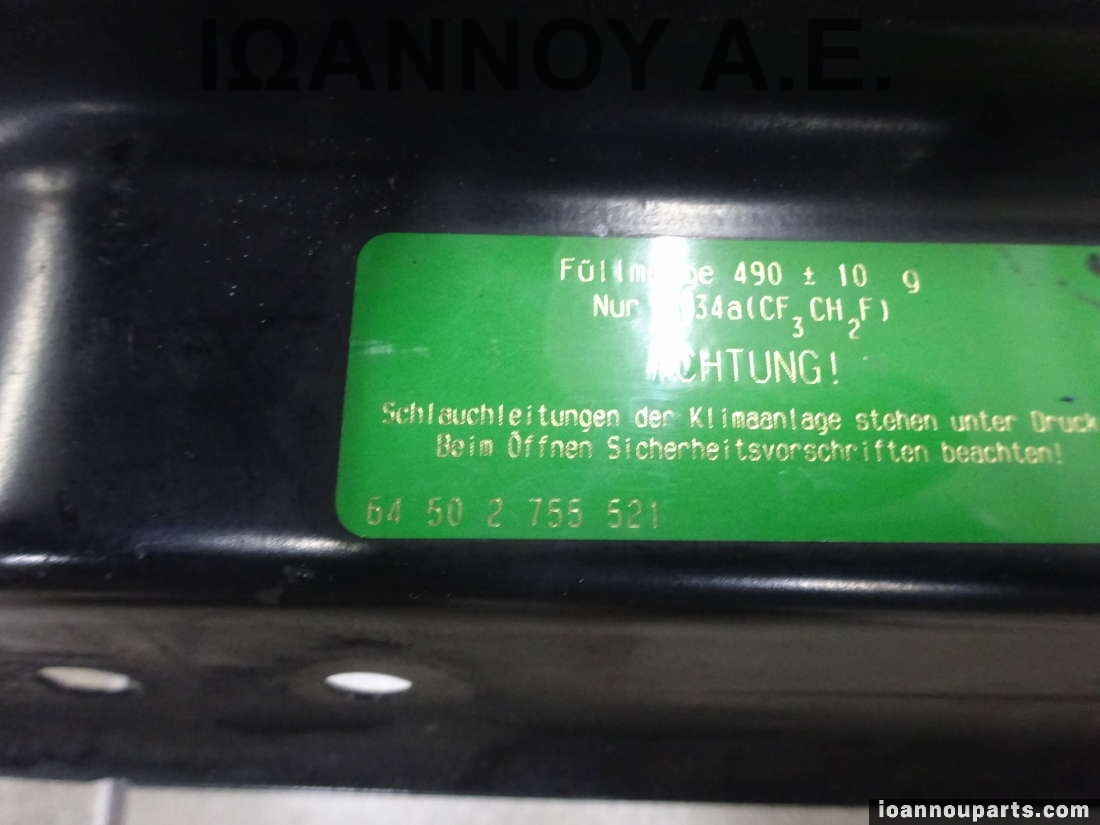 ΙΩΑΝΝΟΥ Α.Ε.
Füllmenge 490 ± 10 g
Nur R134a(CF3CH2F)
ACHTUNG!
Schlauchleitungen der Klimaanlage stehen unter Druck
Beim Öffnen Sicherheitsvorschriften beachten!
64 50 2 755 521
ioannouparts.com